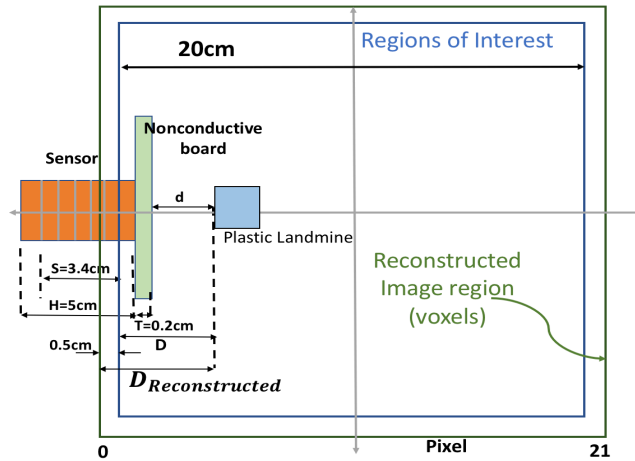 Regions of Interest
20cm
Nonconductive
board
Sensor
d
Plastic Landmine
S=3.4cm
H=5cm
T=0.2cm
0.5cm
D
D_Reconstructed
Reconstructed
Image region
(voxels)
0
Pixel
21